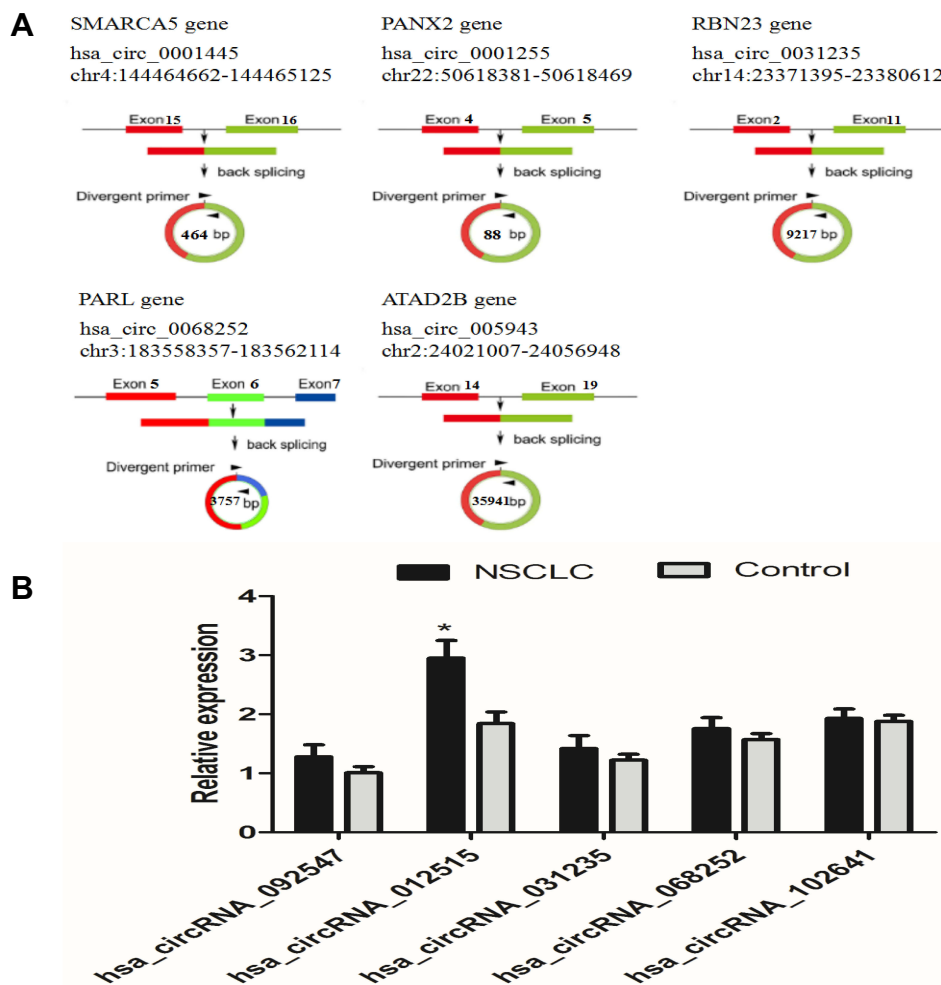 A
SMARCA5 gene
hsa_circ_0001445
chr4:144464662-144465125
Exon 15
Exon 16
back splicing
Divergent primer
464 bp
PANX2 gene
hsa_circ_0001255
chr22:50618381-50618469
Exon 4
Exon 5
back splicing
Divergent primer
88 bp
RBN23 gene
hsa_circ_0031235
chr14:23371395-23380612
Exon2
Exon11
back splicing
Divergent primer
9217 bp
PARL gene
hsa_circ_0068252
chr3:183558357-183562114
Exon 5
Exon 6
Exon7
back splicing
Divergent primer
3757 bp
ATAD2B gene
hsa_circ_005943
chr2:24021007-24056948
Exon 14
Exon 19
back splicing
Divergent primer
35941bp
B
NSCLC
Control
Relative expression
4
3
2
1
0
*
hsa_circRNA_092547
hsa_circRNA_012515
hsa_circRNA_031235
hsa_circRNA_068252
hsa_circRNA_102641